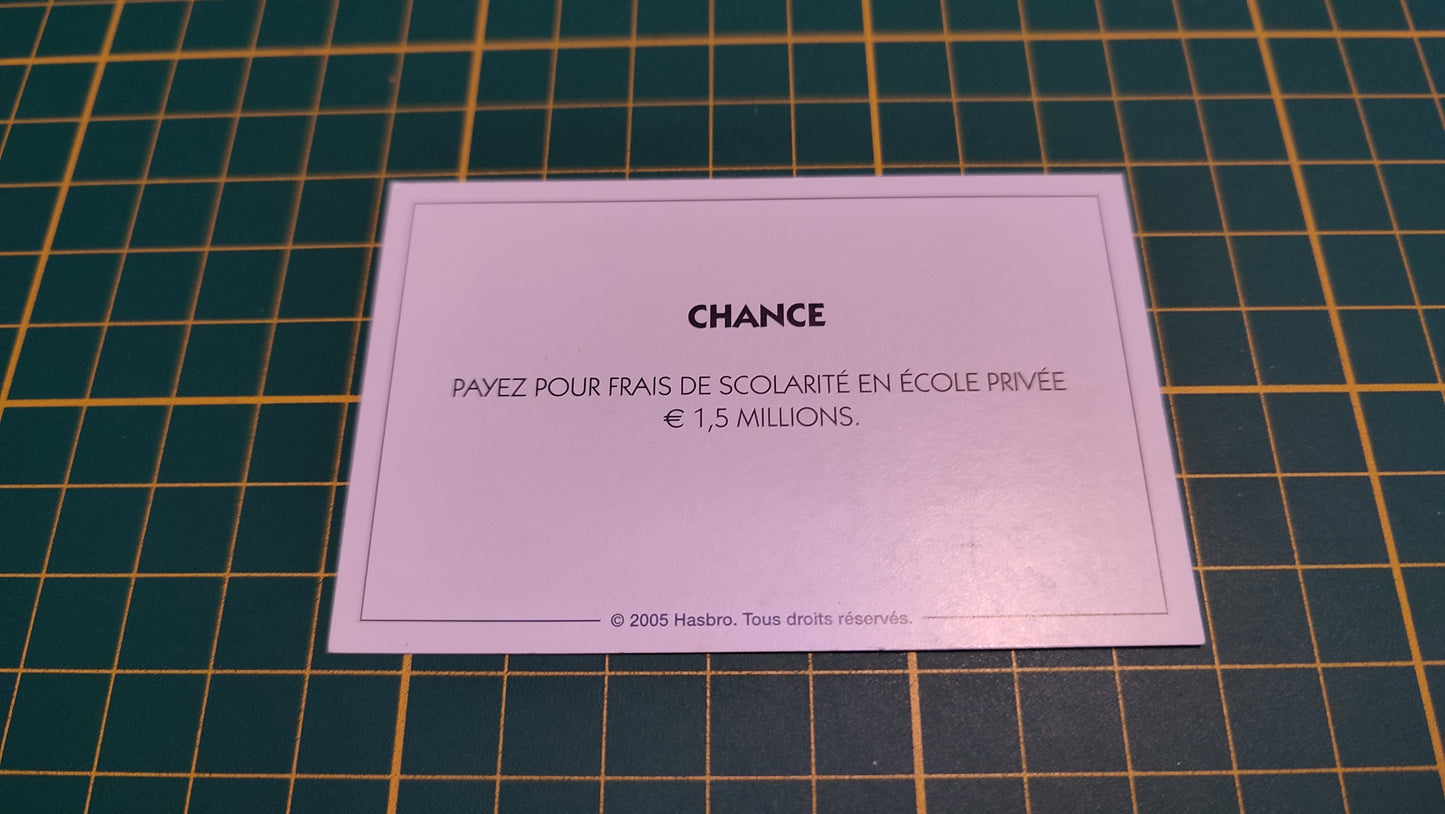 CHANCE
PAYEZ POUR FRAIS DE SCOLARITÉ EN ÉCOLE PRIVÉE
€ 1,5 MILLIONS.
© 2005 Hasbro. Tous droits réservés.